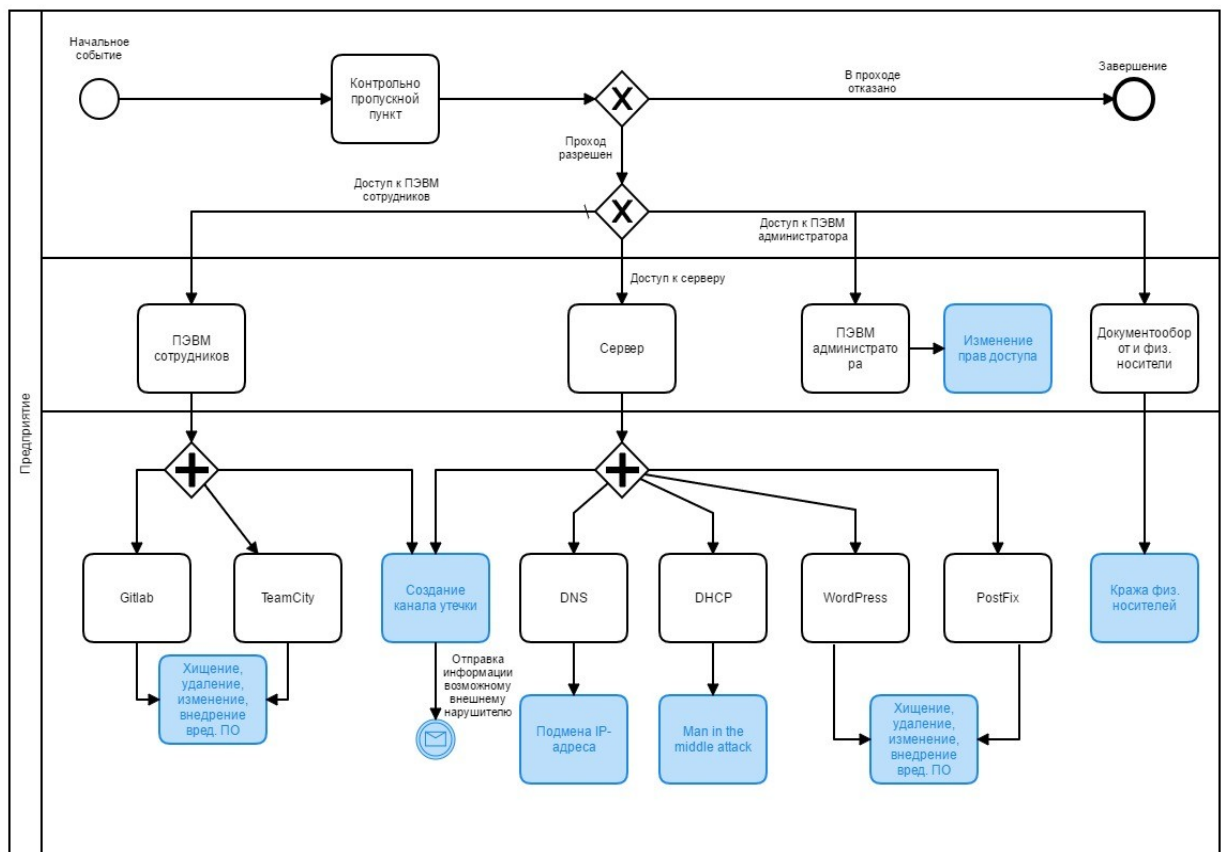 Предприятие
Начальное
событие
Контрольно
пропускной
пункт
В проходе
отказано
Завершение
Проход
разрешен
Доступ к ПЭВМ
сотрудников
Доступ к ПЭВМ
администратора
Доступ к серверу
ПЭВМ
сотрудников
Сервер
ПЭВМ
администрато
ра
Изменение
прав доступа
Документообор
от и физ.
носители
Gitlab
TeamCity
Создание
канала утечки
DNS
DHCP
WordPress
PostFix
Кража физ.
носителей
Хищение,
удаление,
изменение,
внедрение
вред. ПО
Отправка
информации
возможному
внешнему
нарушителю
Подмена IP-
адреса
Man in the
middle attack
Хищение,
удаление,
изменение,
внедрение
вред. ПО